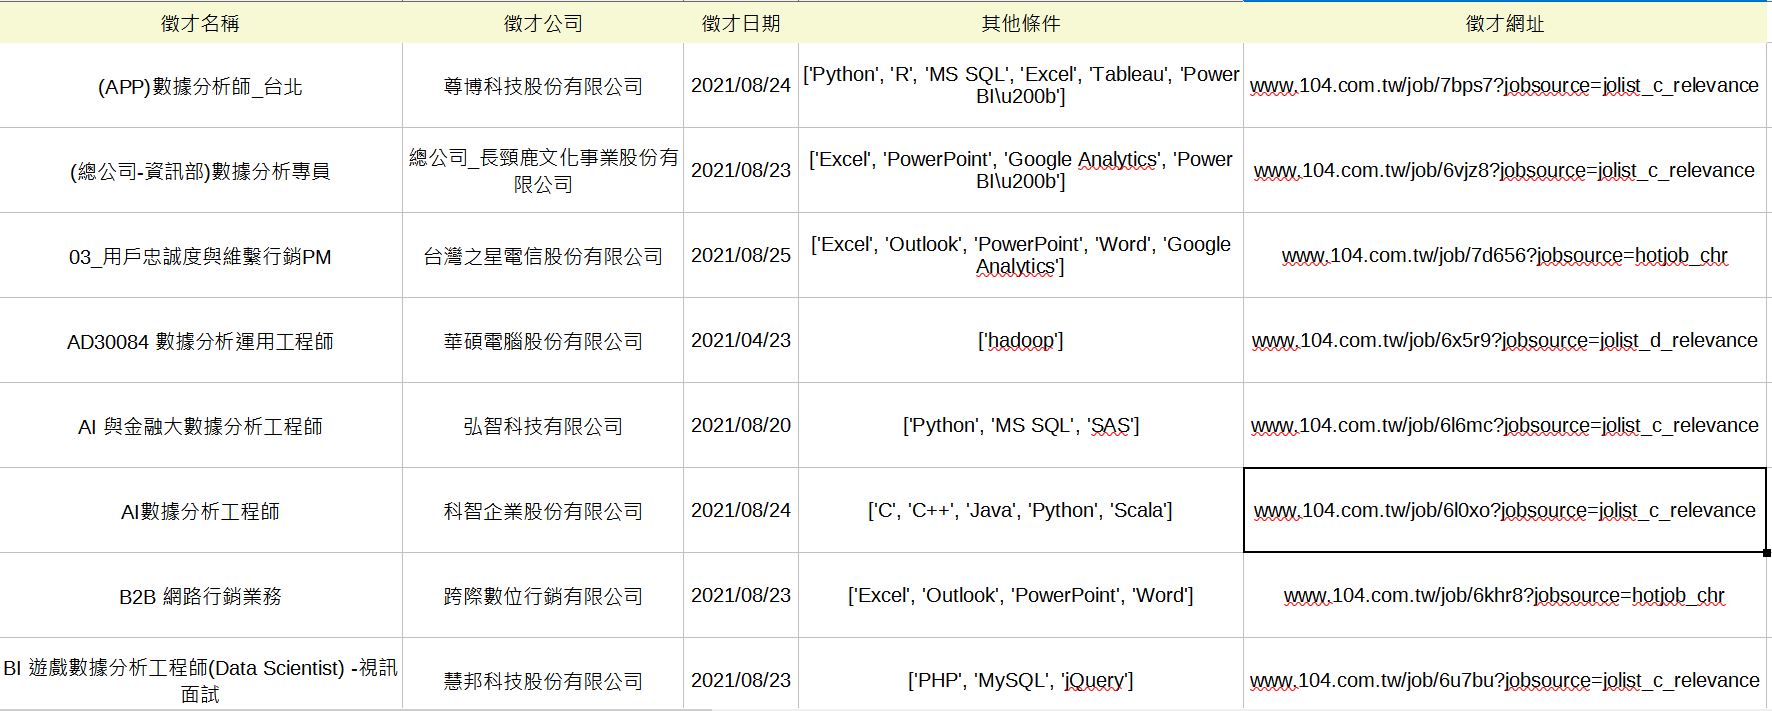 徵才名稱 徵才公司 徵才日期 其他條件 徵才網址
(APP)數據分析師_台北 尊博科技股份有限公司 2021/08/24 ['Python', 'R', 'MS SQL', 'Excel', 'Tableau', 'Power
BI\u200b'] www.104.com.tw/job/7bps7?jobsource=jolist_c_relevance
(總公司-資訊部)數據分析專員 總公司_長頸鹿文化事業股份有
限公司 2021/08/23 ['Excel', 'PowerPoint', 'Google Analytics', 'Power
BI\u200b'] www.104.com.tw/job/6vjz8?jobsource=jolist_c_relevance
03_用戶忠誠度與維繫行銷PM 台灣之星電信股份有限公司 2021/08/25 ['Excel', 'Outlook', 'PowerPoint', 'Word', 'Google
Analytics'] www.104.com.tw/job/7d656?jobsource=hotjob_chr
AD30084 數據分析運用工程師 華碩電腦股份有限公司 2021/04/23 ['hadoop'] www.104.com.tw/job/6x5r9?jobsource=jolist_d_relevance
AI 與金融大數據分析工程師 弘智科技有限公司 2021/08/20 ['Python', 'MS SQL', 'SAS'] www.104.com.tw/job/6l6mc?jobsource=jolist_c_relevance
AI數據分析工程師 科智企業股份有限公司 2021/08/24 ['C', 'C++', 'Java', 'Python', 'Scala'] www.104.com.tw/job/6l0xo?jobsource=jolist_c_relevance
B2B 網路行銷業務 跨際數位行銷有限公司 2021/08/23 ['Excel', 'Outlook', 'PowerPoint', 'Word'] www.104.com.tw/job/6khr8?jobsource=hotjob_chr
BI 遊戲數據分析工程師(Data Scientist) -視訊
面試 慧邦科技股份有限公司 2021/08/23 ['PHP', 'MySQL', 'jQuery'] www.104.com.tw/job/6u7bu?jobsource=jolist_c_relevance